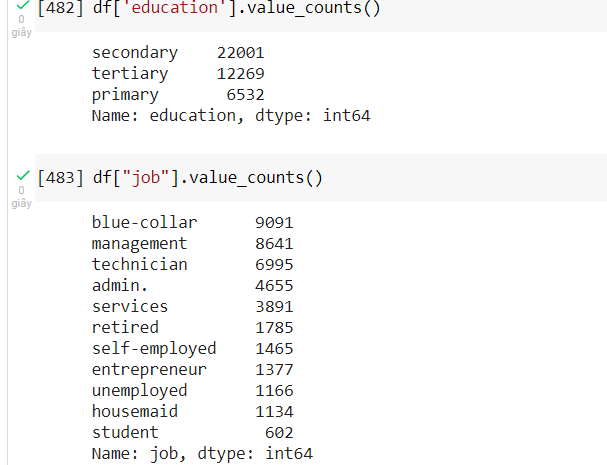 [482] df['education'].value_counts()
0
giây
secondary 22001
tertiary 12269
primary 6532
Name: education, dtype: int64
[483] df["job"].value_counts()
0
giây
blue-collar 9091
management 8641
technician 6995
admin. 4655
services 3891
retired 1785
self-employed 1465
entrepreneur 1377
unemployed 1166
housemaid 1134
student 602
Name: job, dtype: int64